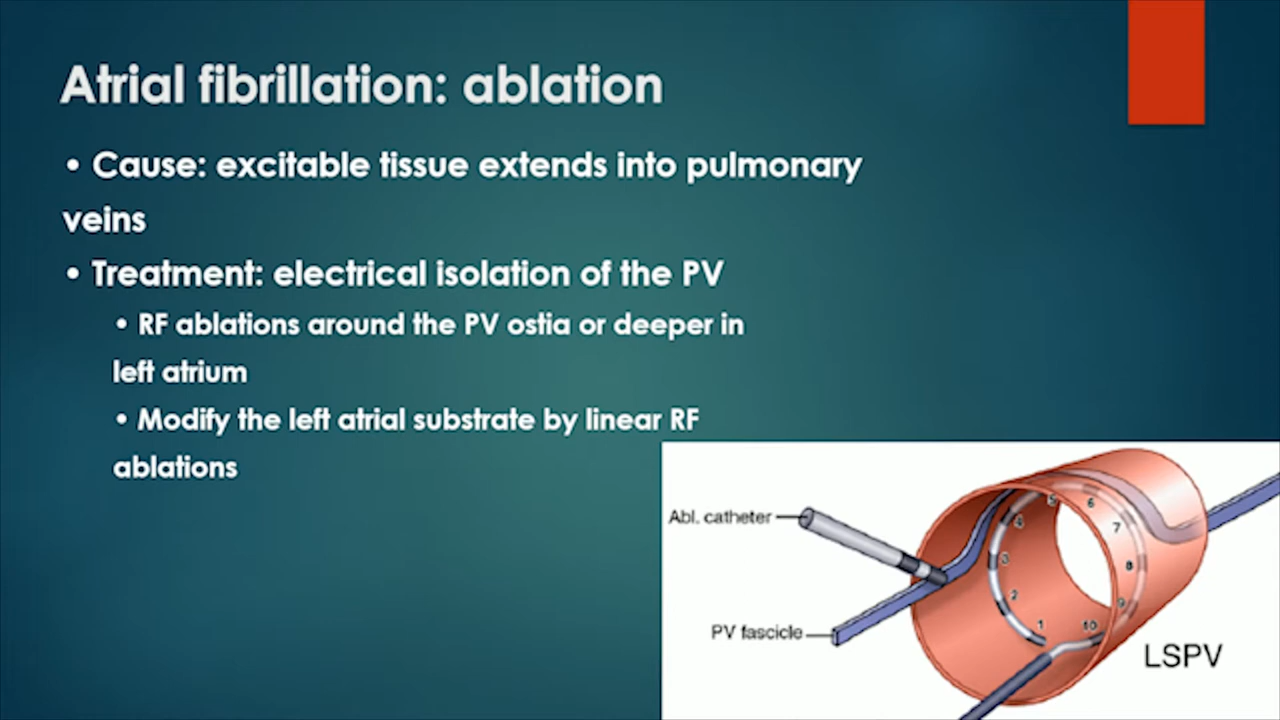 Atrial fibrillation: ablation
• Cause: excitable tissue extends into pulmonary
veins
• Treatment: electrical isolation of the PV
• RF ablations around the PV ostia or deeper in
left atrium
• Modify the left atrial substrate by linear RF
ablations
Abl. catheter
PV fascicle
1
2
3
4
5
6
7
8
9
10
LSPV